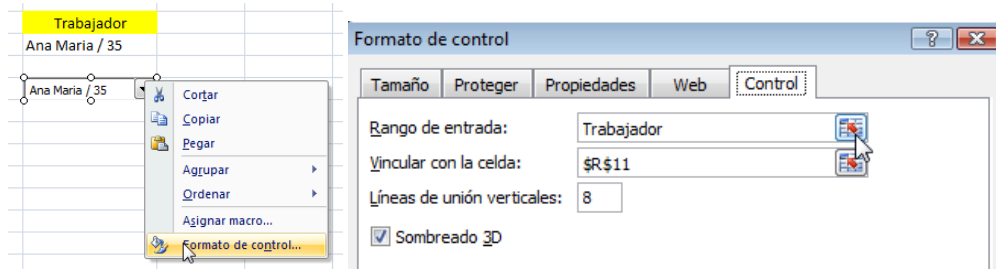 Trabajador
Ana Maria / 35
Ana Maria / 35
Cortar
Copiar
Pegar
Agrupar
Ordenar
Asignar macro...
Formato de control...
Formato de control
Tamaño Proteger Propiedades Web Control
Rango de entrada: Trabajador
Vincular con la celda: $R$11
Líneas de unión verticales: 8
Sombreado 3D